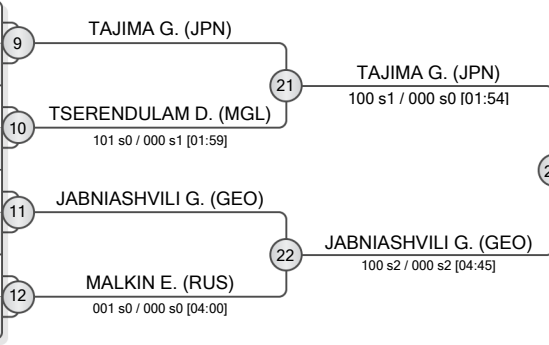 TAJIMA G. (JPN)
9
TAJIMA G. (JPN)
21
100 s1 / 000 s0 [01:54]
TSERENDULAM D. (MGL)
10
101 s0 / 000 s1 [01:59]
JABNIASHVILI G. (GEO)
11
JABNIASHVILI G. (GEO)
22
100 s2 / 000 s2 [04:45]
MALKIN E. (RUS)
12
001 s0 / 000 s0 [04:00]